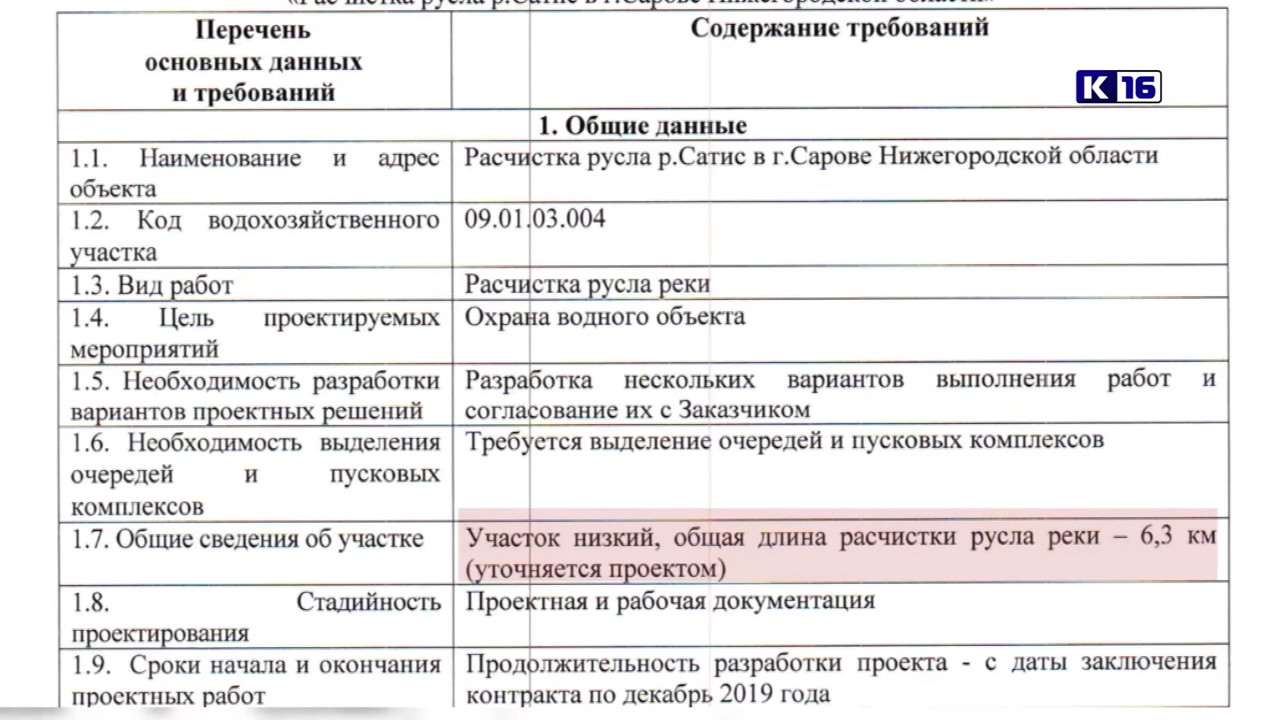 «Расчистка русла р.Сатис в г.Сарове Нижегородской области»
Перечень
основных данных
и требований
Содержание требований
К 16
1. Общие данные
1.1. Наименование и адрес
объекта
Расчистка русла р.Сатис в г.Сарове Нижегородской области
1.2. Код водохозяйственного
участка
09.01.03.004
1.3. Вид работ
Расчистка русла реки
1.4. Цель проектируемых
мероприятий
Охрана водного объекта
1.5. Необходимость разработки
вариантов проектных решений
Разработка нескольких вариантов выполнения работ и
согласование их с Заказчиком
1.6. Необходимость выделения
очередей и пусковых
комплексов
Требуется выделение очередей и пусковых комплексов
1.7. Общие сведения об участке
Участок низкий, общая длина расчистки русла реки – 6,3 км
(уточняется проектом)
1.8. Стадийность
проектирования
Проектная и рабочая документация
1.9. Сроки начала и окончания
проектных работ
Продолжительность разработки проекта - с даты заключения
контракта по декабрь 2019 года